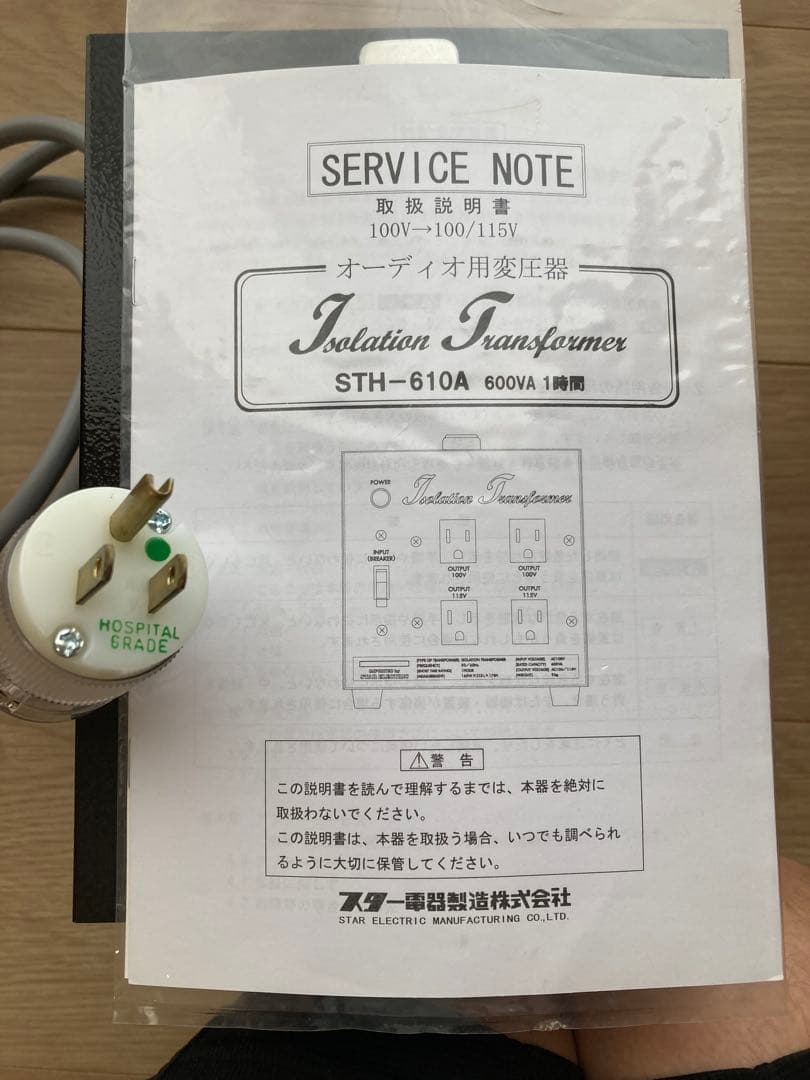 SERVICE NOTE
取扱説明書
100V→100/115V
オーディオ用変圧器
Isolation Transformer
STH-610A 600VA 1時間
POWER
Isolation Transformer
INPUT
(BREAKER)
OUTPUT
100V
OUTPUT
100V
OUTPUT
115V
OUTPUT
115V
STAR ELECTRIC
HOSPITAL
GRADE
警告
この説明書を読んで理解するまでは、本器を絶対に
取扱わないでください。
この説明書は、本器を取扱う場合、いつでも調べられ
るように大切に保管してください。
スター電器製造株式会社
STAR ELECTRIC MANUFACTURING CO.,LTD.